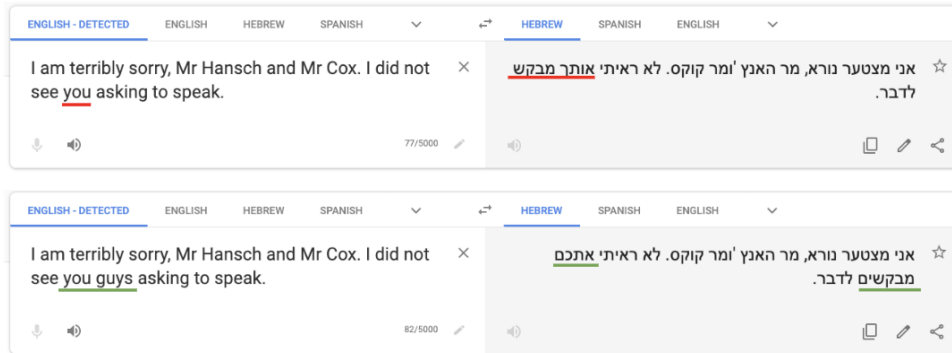 ENGLISH - DETECTED ENGLISH HEBREW SPANISH HEBREW SPANISH ENGLISH
I am terribly sorry, Mr Hansch and Mr Cox. I did not
see you asking to speak.
77/5000
אני מצטער נורא, מר האנץ 'ומר קוקס. לא ראיתי אותך מבקש
לדבר.
ENGLISH - DETECTED ENGLISH HEBREW SPANISH HEBREW SPANISH ENGLISH
I am terribly sorry, Mr Hansch and Mr Cox. I did not
see you guys asking to speak.
82/5000
אני מצטער נורא, מר האנץ 'ומר קוקס. לא ראיתי אתכם
מבקשים לדבר.